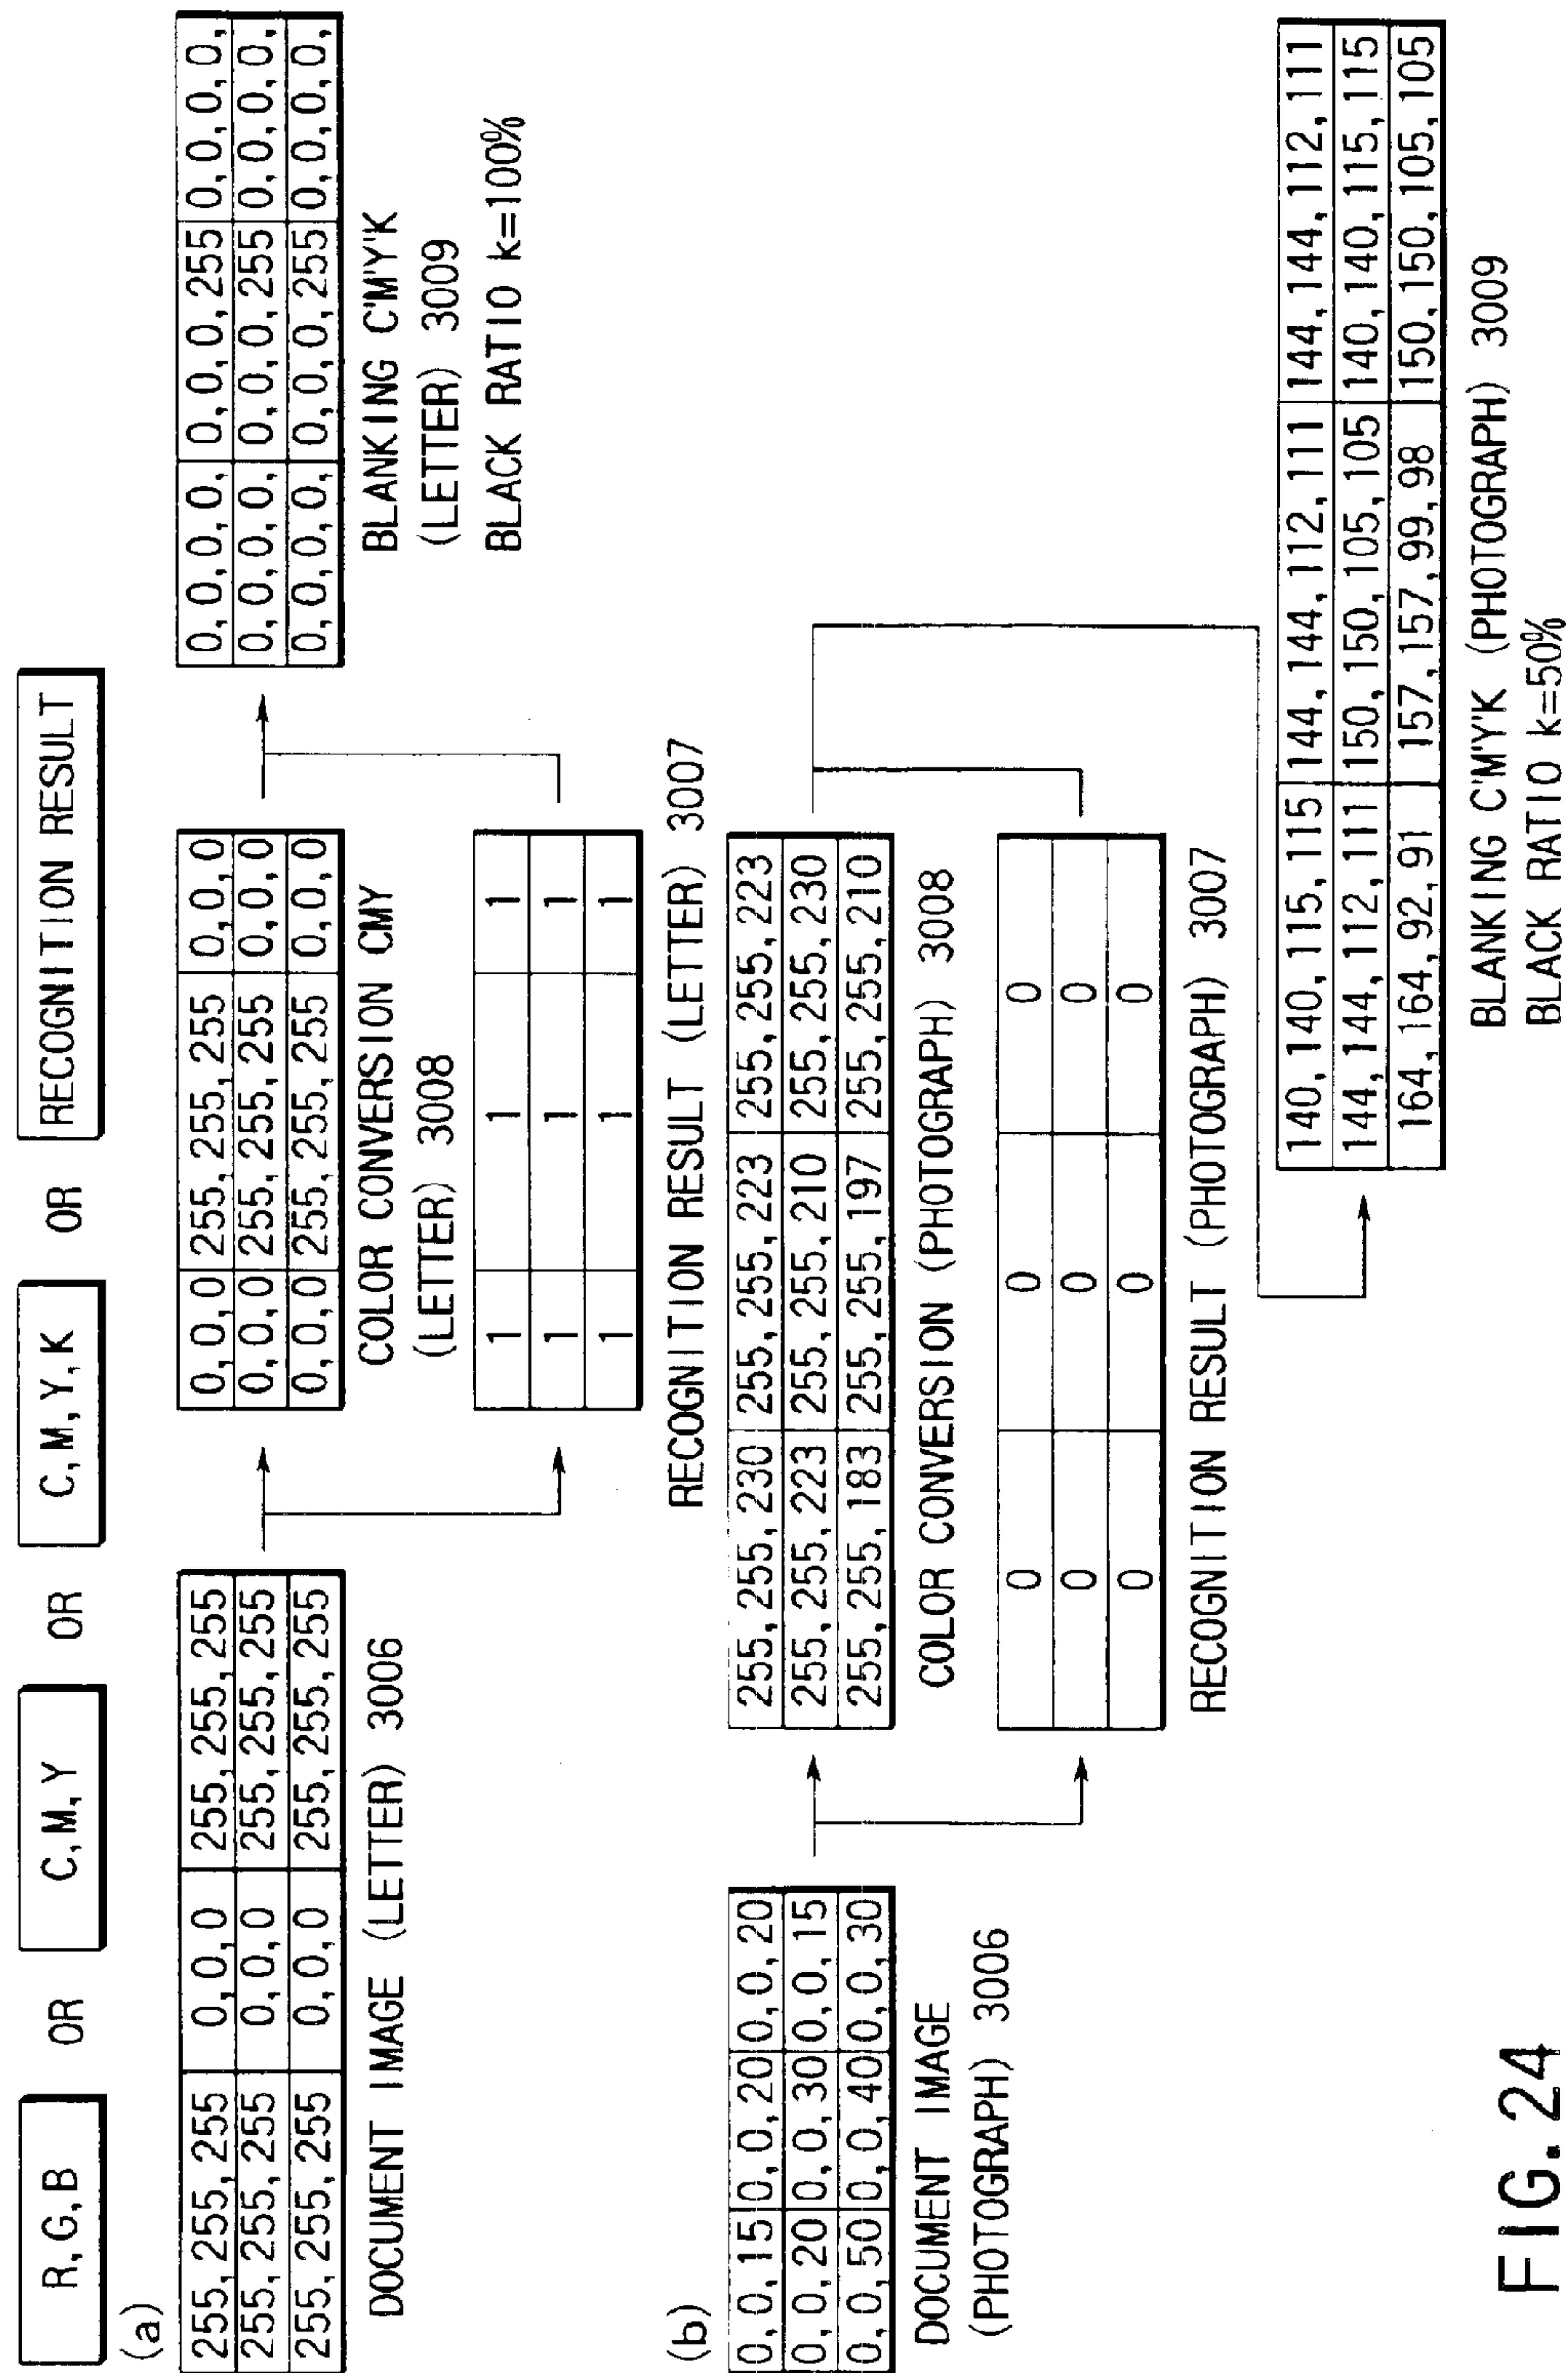 R,G,B OR C,M,Y OR C,M,Y,K OR RECOGNITION RESULT
(a)
255,255,255 0,0,0 255,255,255
255,255,255 0,0,0 255,255,255
255,255,255 0,0,0 255,255,255
DOCUMENT IMAGE (LETTER) 3006
0,0,0 255,255,255 0,0,0
0,0,0 255,255,255 0,0,0
0,0,0 255,255,255 0,0,0
COLOR CONVERSION CMY
(LETTER) 3008
1 1 1
1 1 1
1 1 1
RECOGNITION RESULT (LETTER) 3007
0,0,0,0, 0,0,0,255 0,0,0,0,
0,0,0,0, 0,0,0,255 0,0,0,0,
0,0,0,0, 0,0,0,255 0,0,0,0,
BLANKING C'M'Y'K
(LETTER) 3009
BLACK RATIO k=100%
(b)
0,0,15 0,0,20 0,0,20
0,0,20 0,0,30 0,0,15
0,0,50 0,0,40 0,0,30
DOCUMENT IMAGE
(PHOTOGRAPH) 3006
255,255,230 255,255,223 255,255,223
255,255,223 255,255,210 255,255,230
255,255,183 255,255,197 255,255,210
COLOR CONVERSION (PHOTOGRAPH) 3008
0 0 0
0 0 0
0 0 0
RECOGNITION RESULT (PHOTOGRAPH) 3007
140,140,115,115 144,144,112,111 144,144,112,111
144,144,112,111 150,150,105,105 140,140,115,115
164,164,92,91 157,157,99,98 150,150,105,105
BLANKING C'M'Y'K (PHOTOGRAPH) 3009
BLACK RATIO k=50%
FIG.24